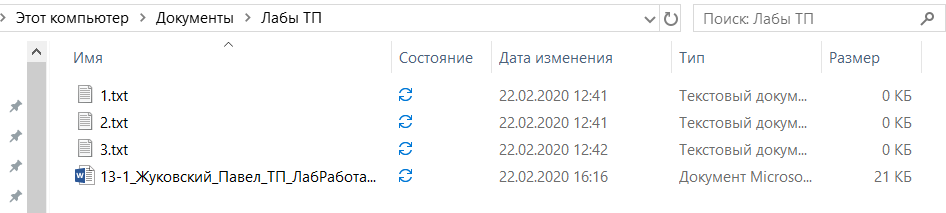 Этот компьютер > Документы > Лабы ТП Поиск: Лабы ТП
Имя Состояние Дата изменения Тип Размер
1.txt 22.02.2020 12:41 Текстовый докум... 0 КБ
2.txt 22.02.2020 12:41 Текстовый докум... 0 КБ
3.txt 22.02.2020 12:42 Текстовый докум... 0 КБ
13-1_Жуковский_Павел_ТП_ЛабРабота... 22.02.2020 16:16 Документ Microso... 21 КБ